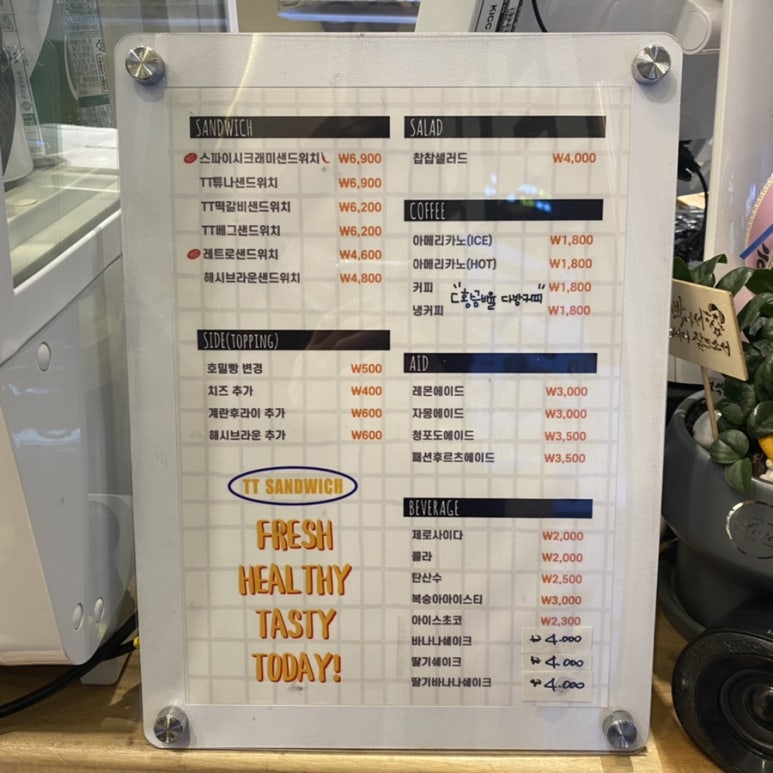 SANDWICH
스파이시크래미샌드위치 ₩6,900
TT튜나샌드위치 ₩6,900
TT떡갈비샌드위치 ₩6,200
TT베그샌드위치 ₩6,200
레트로샌드위치 ₩4,600
해시브라운샌드위치 ₩4,800
SIDE(TOPPING)
호밀빵 변경 ₩500
치즈 추가 ₩400
계란후라이 추가 ₩600
해시브라운 추가 ₩600
TT SANDWICH
FRESH
HEALTHY
TASTY
TODAY!
SALAD
찹찹샐러드 ₩4,000
COFFEE
아메리카노(ICE) ₩1,800
아메리카노(HOT) ₩1,800
커피 ₩1,800
황금비율 다방커피
냉커피 ₩1,800
AID
레몬에이드 ₩3,000
자몽에이드 ₩3,000
청포도에이드 ₩3,500
패션후르츠에이드 ₩3,500
BEVERAGE
제로사이다 ₩2,000
콜라 ₩2,000
탄산수 ₩2,500
복숭아아이스티 ₩3,000
아이스초코 ₩2,300
바나나쉐이크 ₩4.000
딸기쉐이크 ₩4.000
딸기바나나쉐이크 ₩4.000
KICC